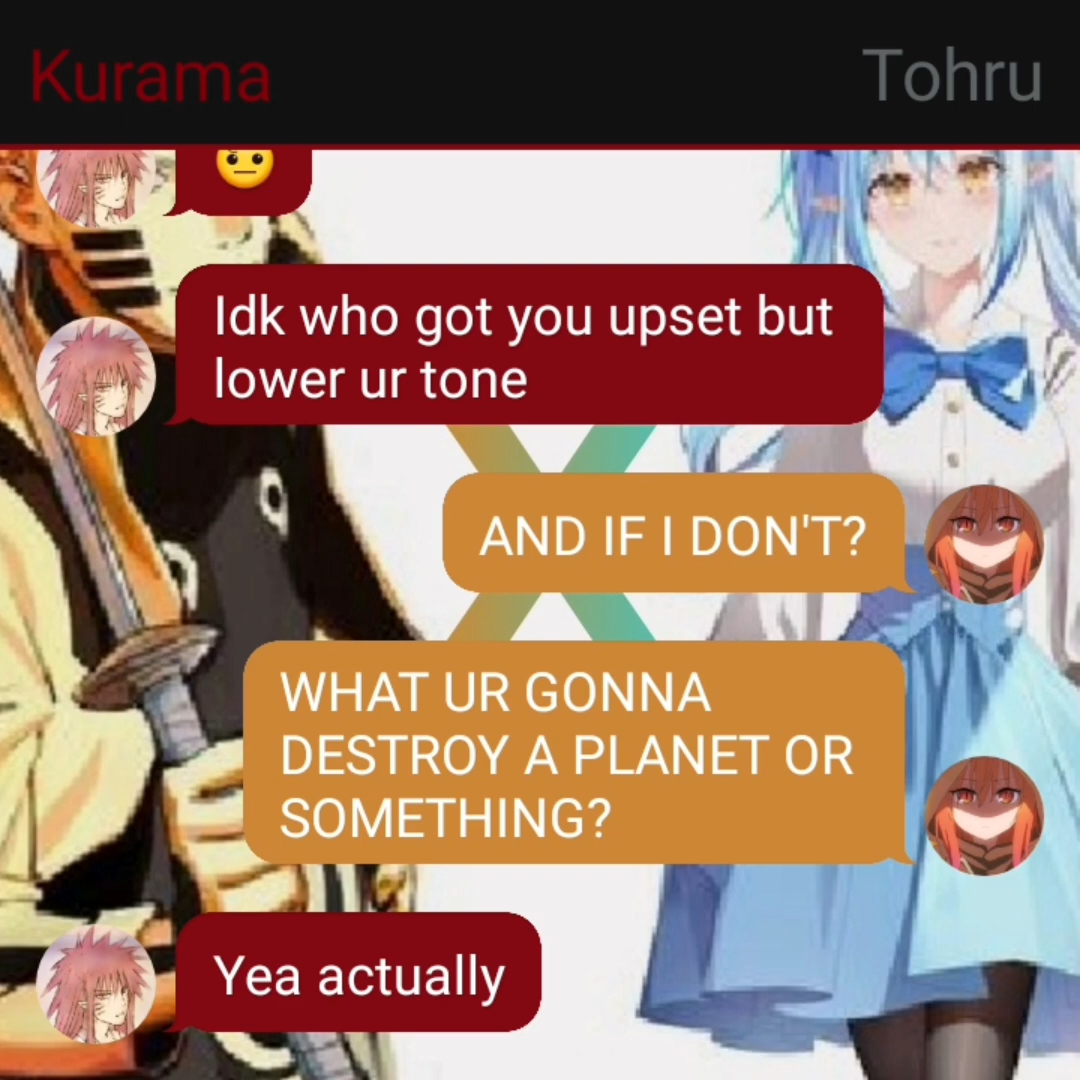 Kurama
Tohru
😐
Idk who got you upset but
lower ur tone
AND IF I DON'T?
WHAT UR GONNA
DESTROY A PLANET OR
SOMETHING?
Yea actually